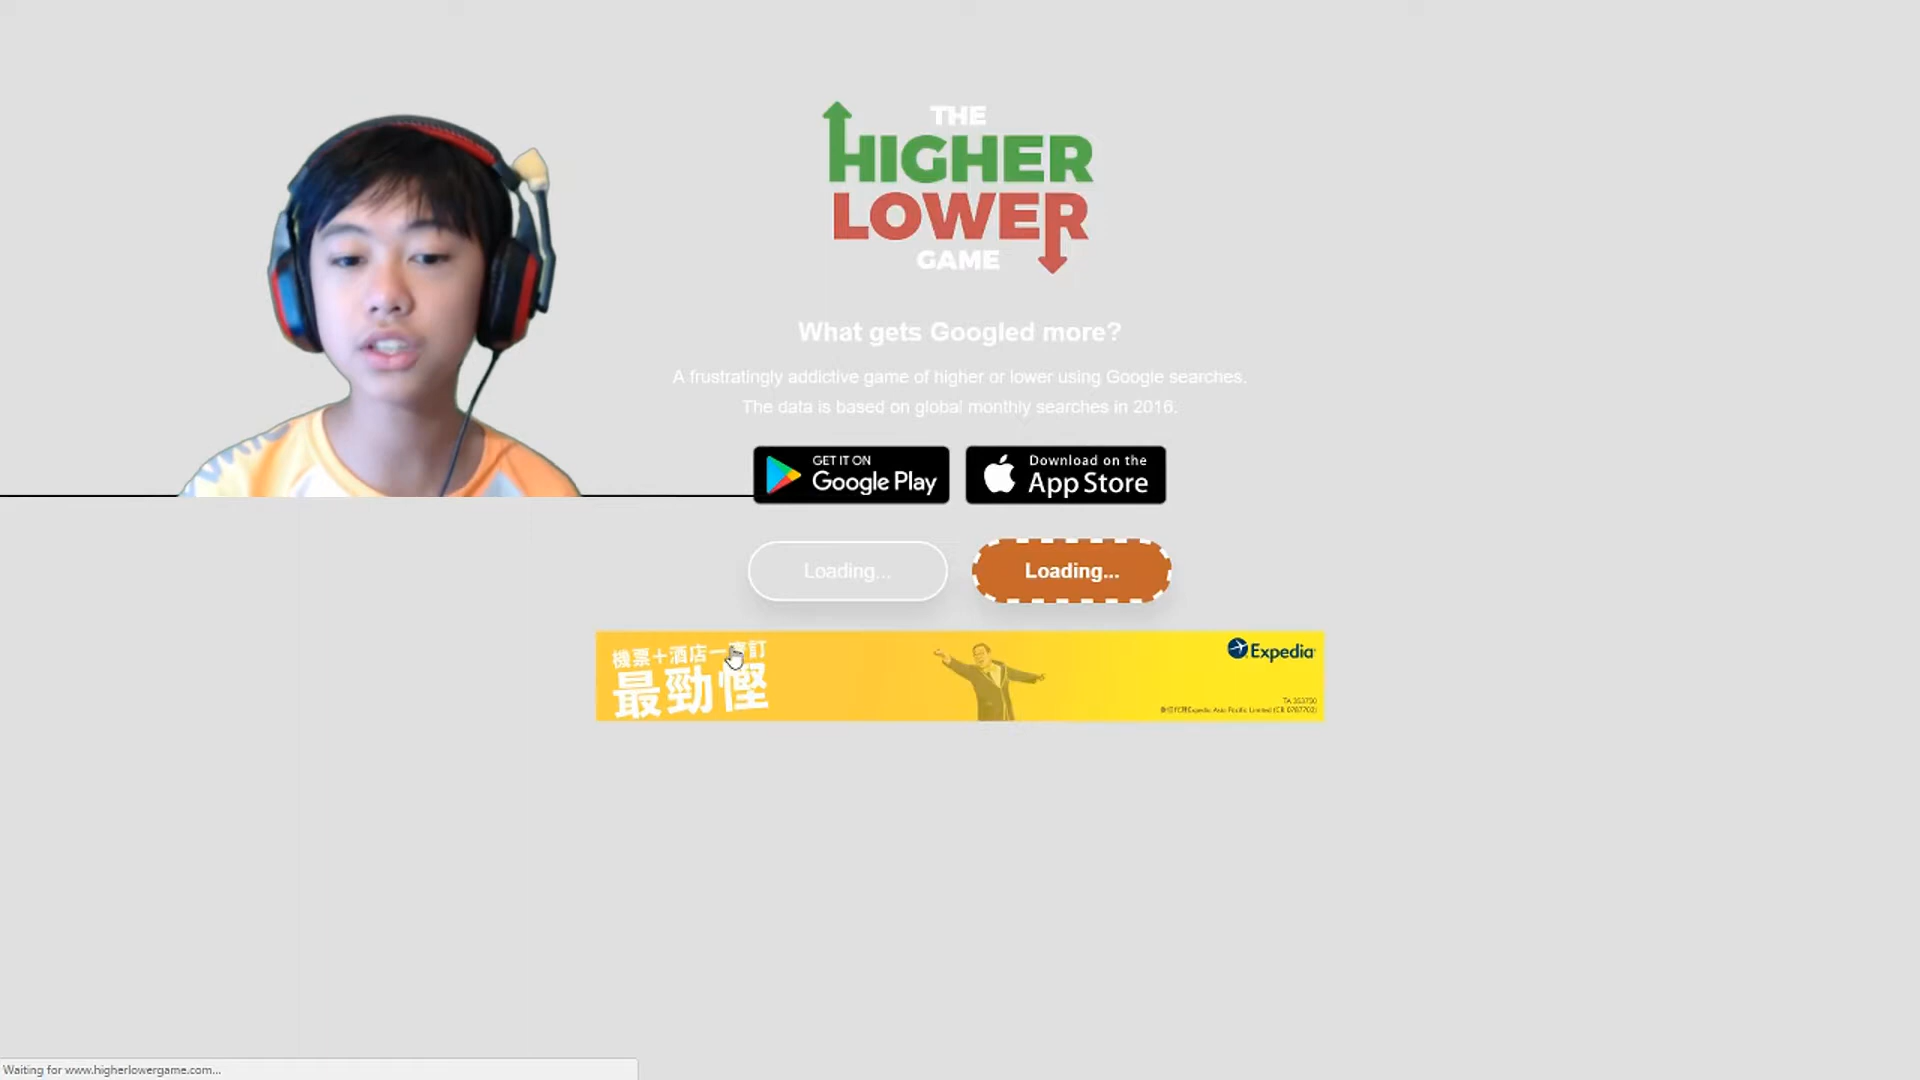 THE
HIGHER
LOWER
GAME
What gets Googled more?
A frustratingly addictive game of higher or lower using Google searches.
The data is based on global monthly searches in 2016.
GET IT ON
Google Play
Download on the
App Store
Loading...
Loading...
機票+酒店一套訂
最勁慳
Expedia
Waiting for www.higherlowergame.com...